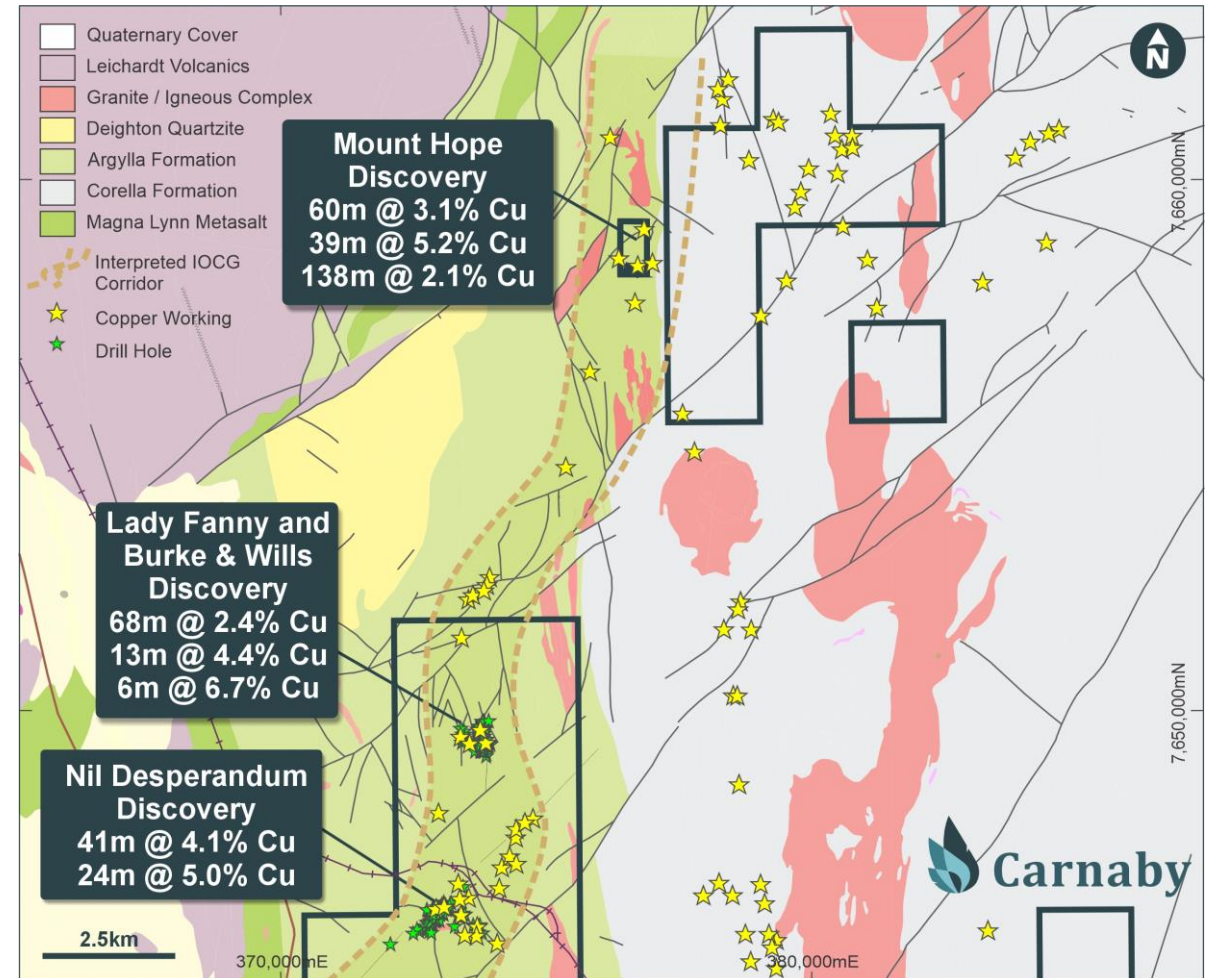 Quaternary Cover
Leichardt Volcanics
Granite / Igneous Complex
Deighton Quartzite
Argylla Formation
Corella Formation
Magna Lynn Metasalt
Interpreted IOCG
Corridor
Copper Working
Drill Hole
N
Mount Hope
Discovery
60m @ 3.1% Cu
39m @ 5.2% Cu
138m @ 2.1% Cu
7,660,000mN
Lady Fanny and
Burke & Wills
Discovery
68m @ 2.4% Cu
13m @ 4.4% Cu
6m @ 6.7% Cu
7,650,000mN
Nil Desperandum
Discovery
41m @ 4.1% Cu
24m @ 5.0% Cu
Carnaby
2.5km
370,000mE
380,000mE